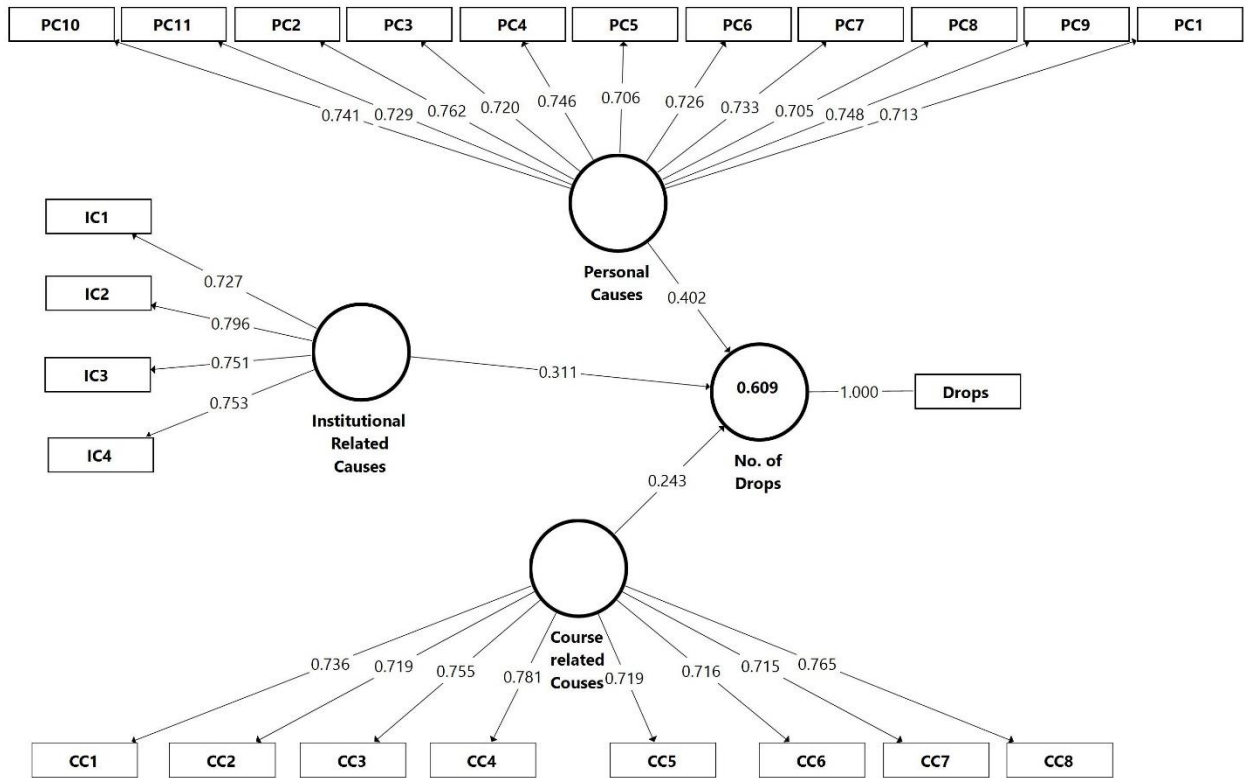 PC10 PC11 PC2 PC3 PC4 PC5 PC6 PC7 PC8 PC9 PC1
0.741 0.729 0.762 0.720 0.746 0.706 0.726 0.733 0.705 0.748 0.713
Personal
Causes
IC1
IC2
IC3
IC4
0.727
0.796
0.751
0.753
Institutional
Related
Causes
0.402
0.311
0.243
0.609
No. of
Drops
1.000
Drops
Course
related
Couses
0.736 0.719 0.755 0.781 0.719 0.716 0.715 0.765
CC1 CC2 CC3 CC4 CC5 CC6 CC7 CC8